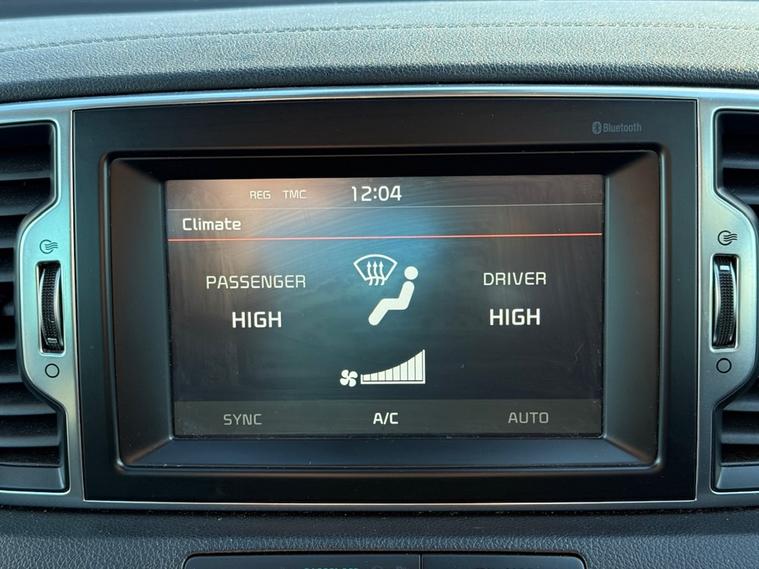 Bluetooth
REG TMC 12:04
Climate
PASSENGER DRIVER
HIGH HIGH
SYNC A/C AUTO